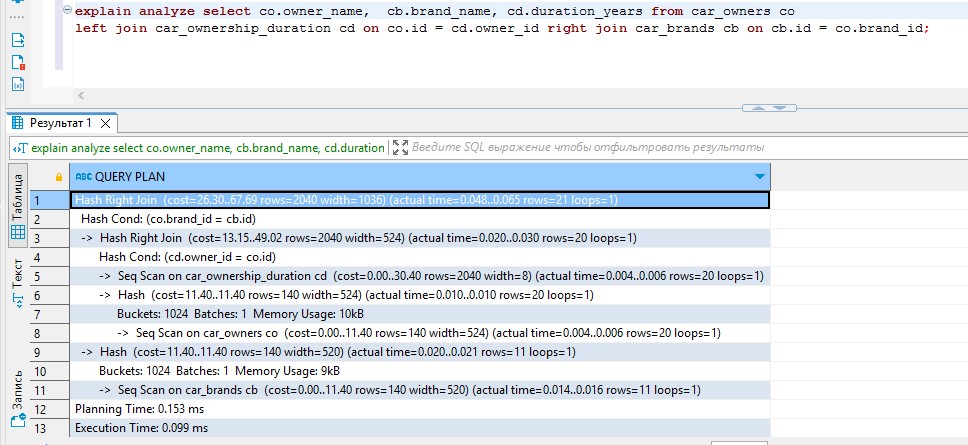 explain analyze select co.owner_name,  cb.brand_name, cd.duration_years from car_owners co
left join car_ownership_duration cd on co.id = cd.owner_id right join car_brands cb on cb.id = co.brand_id;
Результат 1
explain analyze select co.owner_name, cb.brand_name, cd.duration
Введите SQL выражение чтобы отфильтровать результаты
Таблица
Текст
Запись
ABC QUERY PLAN
1 Hash Right Join  (cost=26.30..67.69 rows=2040 width=1036) (actual time=0.048..0.065 rows=21 loops=1)
2 Hash Cond: (co.brand_id = cb.id)
3 -> Hash Right Join  (cost=13.15..49.02 rows=2040 width=524) (actual time=0.020..0.030 rows=20 loops=1)
4 Hash Cond: (cd.owner_id = co.id)
5 -> Seq Scan on car_ownership_duration cd  (cost=0.00..30.40 rows=2040 width=8) (actual time=0.004..0.006 rows=20 loops=1)
6 -> Hash  (cost=11.40..11.40 rows=140 width=524) (actual time=0.010..0.010 rows=20 loops=1)
7 Buckets: 1024  Batches: 1  Memory Usage: 10kB
8 -> Seq Scan on car_owners co  (cost=0.00..11.40 rows=140 width=524) (actual time=0.004..0.006 rows=20 loops=1)
9 -> Hash  (cost=11.40..11.40 rows=140 width=520) (actual time=0.020..0.021 rows=11 loops=1)
10 Buckets: 1024  Batches: 1  Memory Usage: 9kB
11 -> Seq Scan on car_brands cb  (cost=0.00..11.40 rows=140 width=520) (actual time=0.014..0.016 rows=11 loops=1)
12 Planning Time: 0.153 ms
13 Execution Time: 0.099 ms